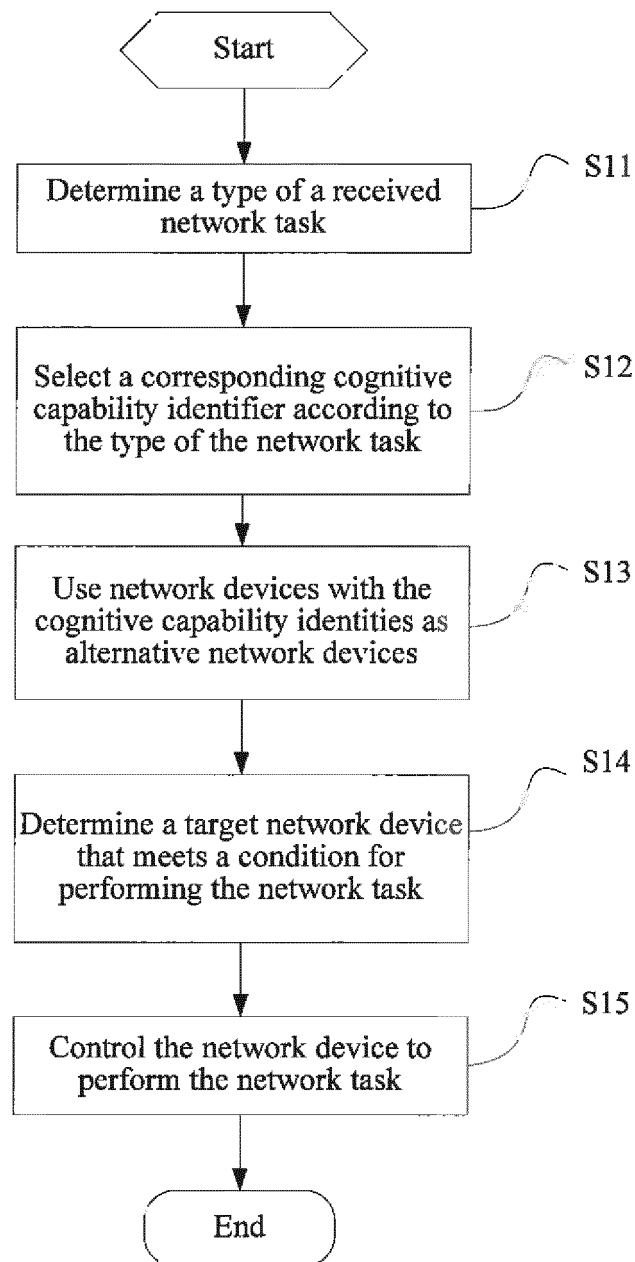 Start
S11
Determine a type of a received
network task
S12
Select a corresponding cognitive
capability identifier according to
the type of the network task
S13
Use network devices with the
cognitive capability identities as
alternative network devices
S14
Determine a target network device
that meets a condition for
performing the network task
S15
Control the network device to
perform the network task
End